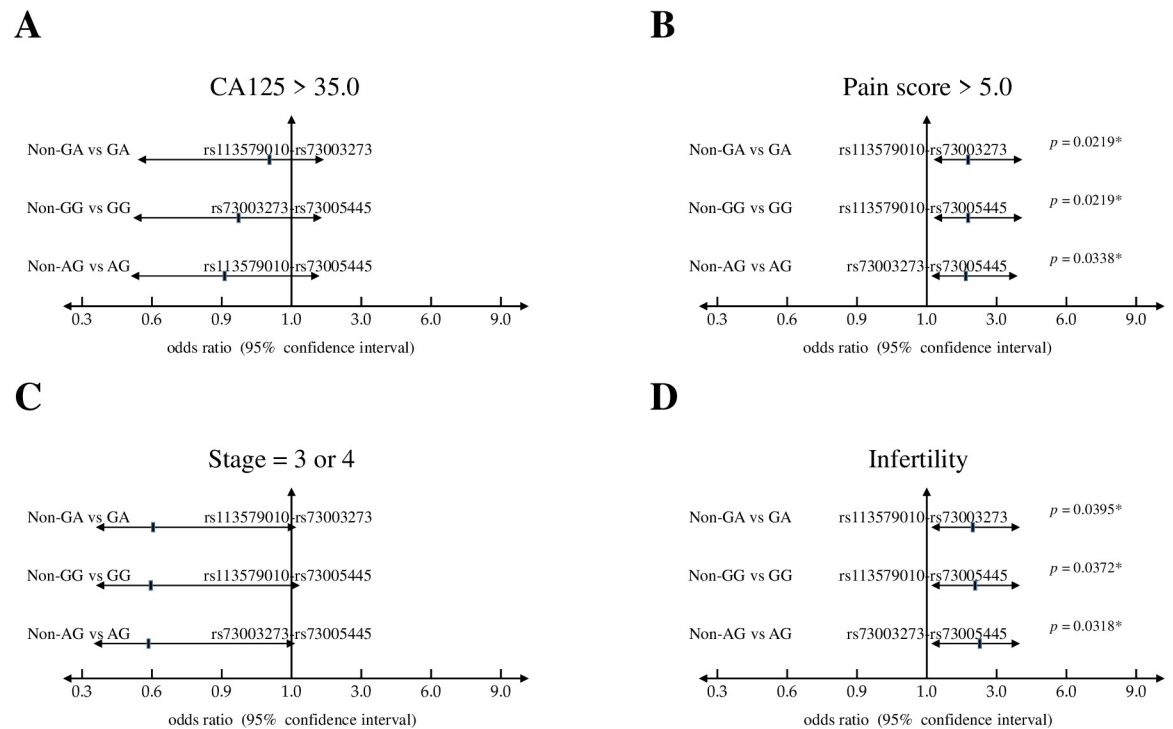 A
CA125 > 35.0
Non-GA vs GA rs113579010-rs73003273
Non-GG vs GG rs73003273-rs73005445
Non-AG vs AG rs113579010-rs73005445
0.3 0.6 0.9 1.0 3.0 6.0 9.0
odds ratio (95% confidence interval)
B
Pain score > 5.0
Non-GA vs GA rs113579010-rs73003273 p = 0.0219*
Non-GG vs GG rs113579010-rs73005445 p = 0.0219*
Non-AG vs AG rs73003273-rs73005445 p = 0.0338*
0.3 0.6 0.9 1.0 3.0 6.0 9.0
odds ratio (95% confidence interval)
C
Stage = 3 or 4
Non-GA vs GA rs113579010-rs73003273
Non-GG vs GG rs113579010-rs73005445
Non-AG vs AG rs73003273-rs73005445
0.3 0.6 0.9 1.0 3.0 6.0 9.0
odds ratio (95% confidence interval)
D
Infertility
Non-GA vs GA rs113579010-rs73003273 p = 0.0395*
Non-GG vs GG rs113579010-rs73005445 p = 0.0372*
Non-AG vs AG rs73003273-rs73005445 p = 0.0318*
0.3 0.6 0.9 1.0 3.0 6.0 9.0
odds ratio (95% confidence interval)